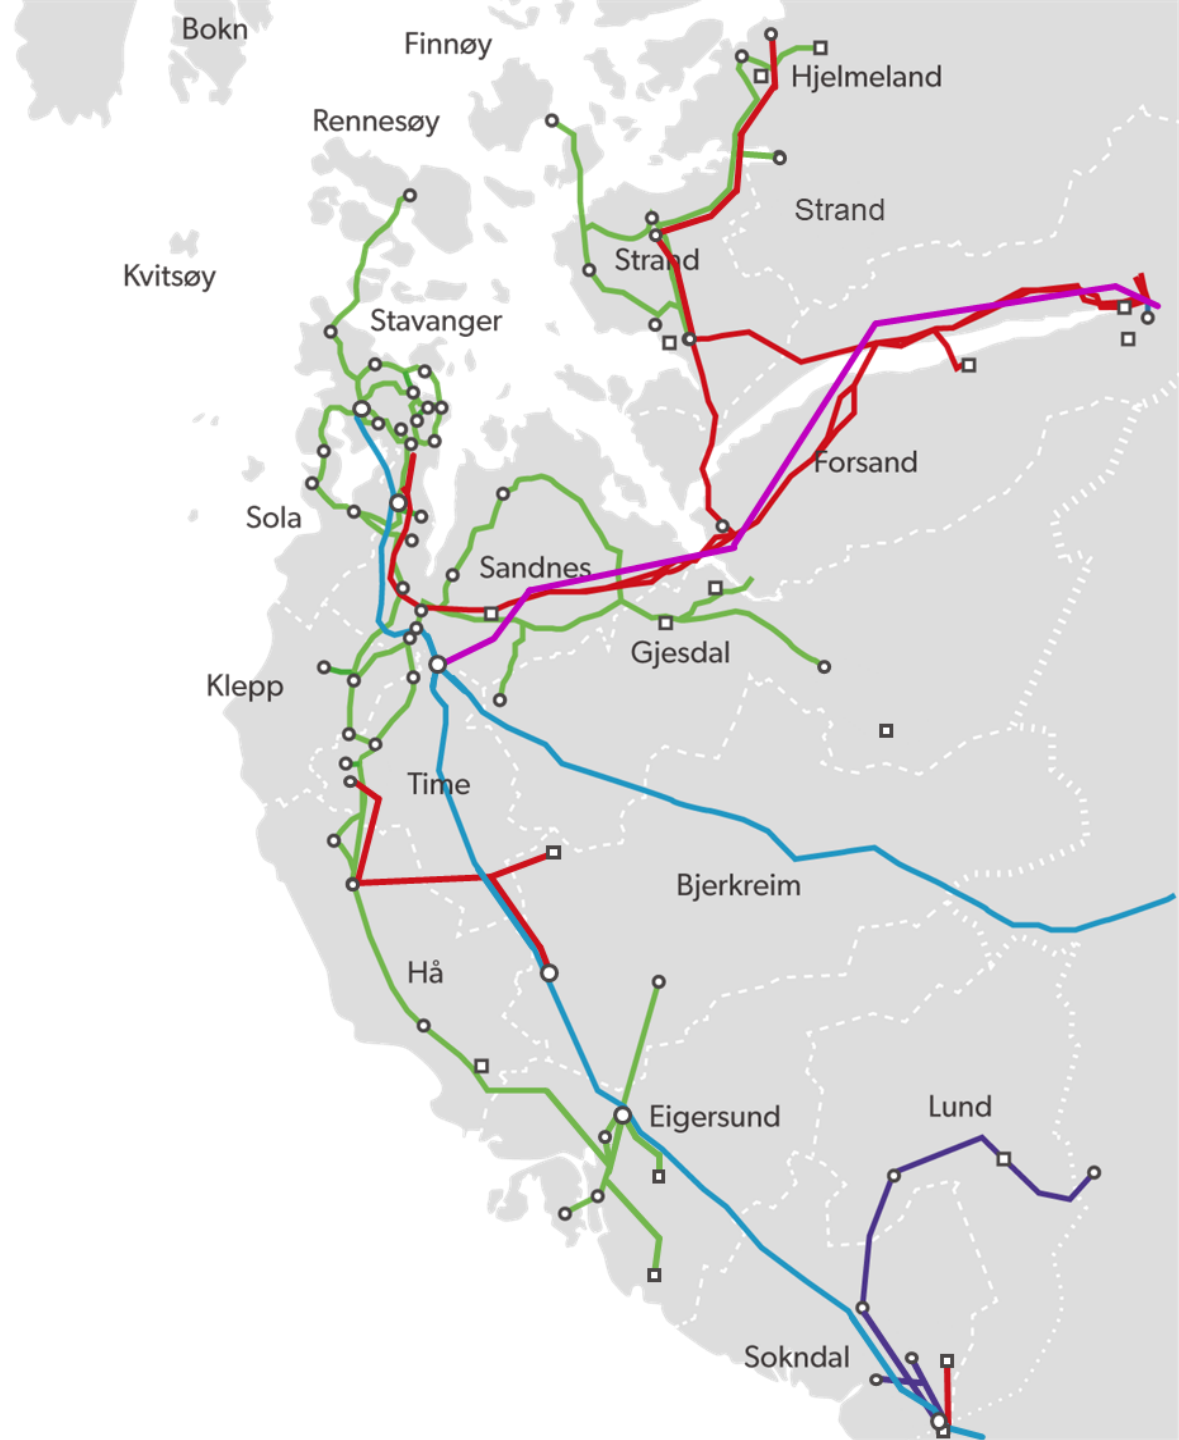 Bokn
Finnøy
Hjelmeland
Rennesøy
Strand
Strand
Kvitsøy
Stavanger
Forsand
Sola
Sandnes
Gjesdal
Klepp
Time
Bjerkreim
Hå
Lund
Eigersund
Sokndal